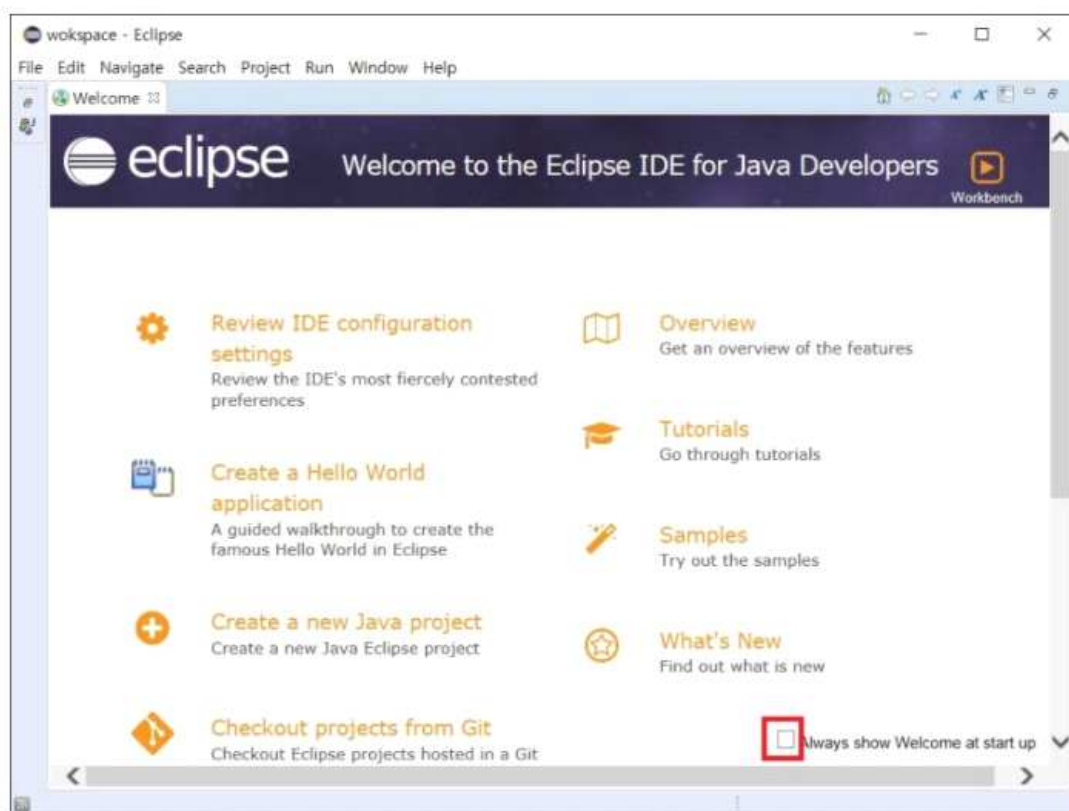 wokspace - Eclipse
File Edit Navigate Search Project Run Window Help
Welcome
eclipse
Welcome to the Eclipse IDE for Java Developers
Workbench
Review IDE configuration
settings
Review the IDE's most fiercely contested
preferences
Create a Hello World
application
A guided walkthrough to create the
famous Hello World in Eclipse
Create a new Java project
Create a new Java Eclipse project
Checkout projects from Git
Checkout Eclipse projects hosted in a Git
Overview
Get an overview of the features
Tutorials
Go through tutorials
Samples
Try out the samples
What's New
Find out what is new
Always show Welcome at start up